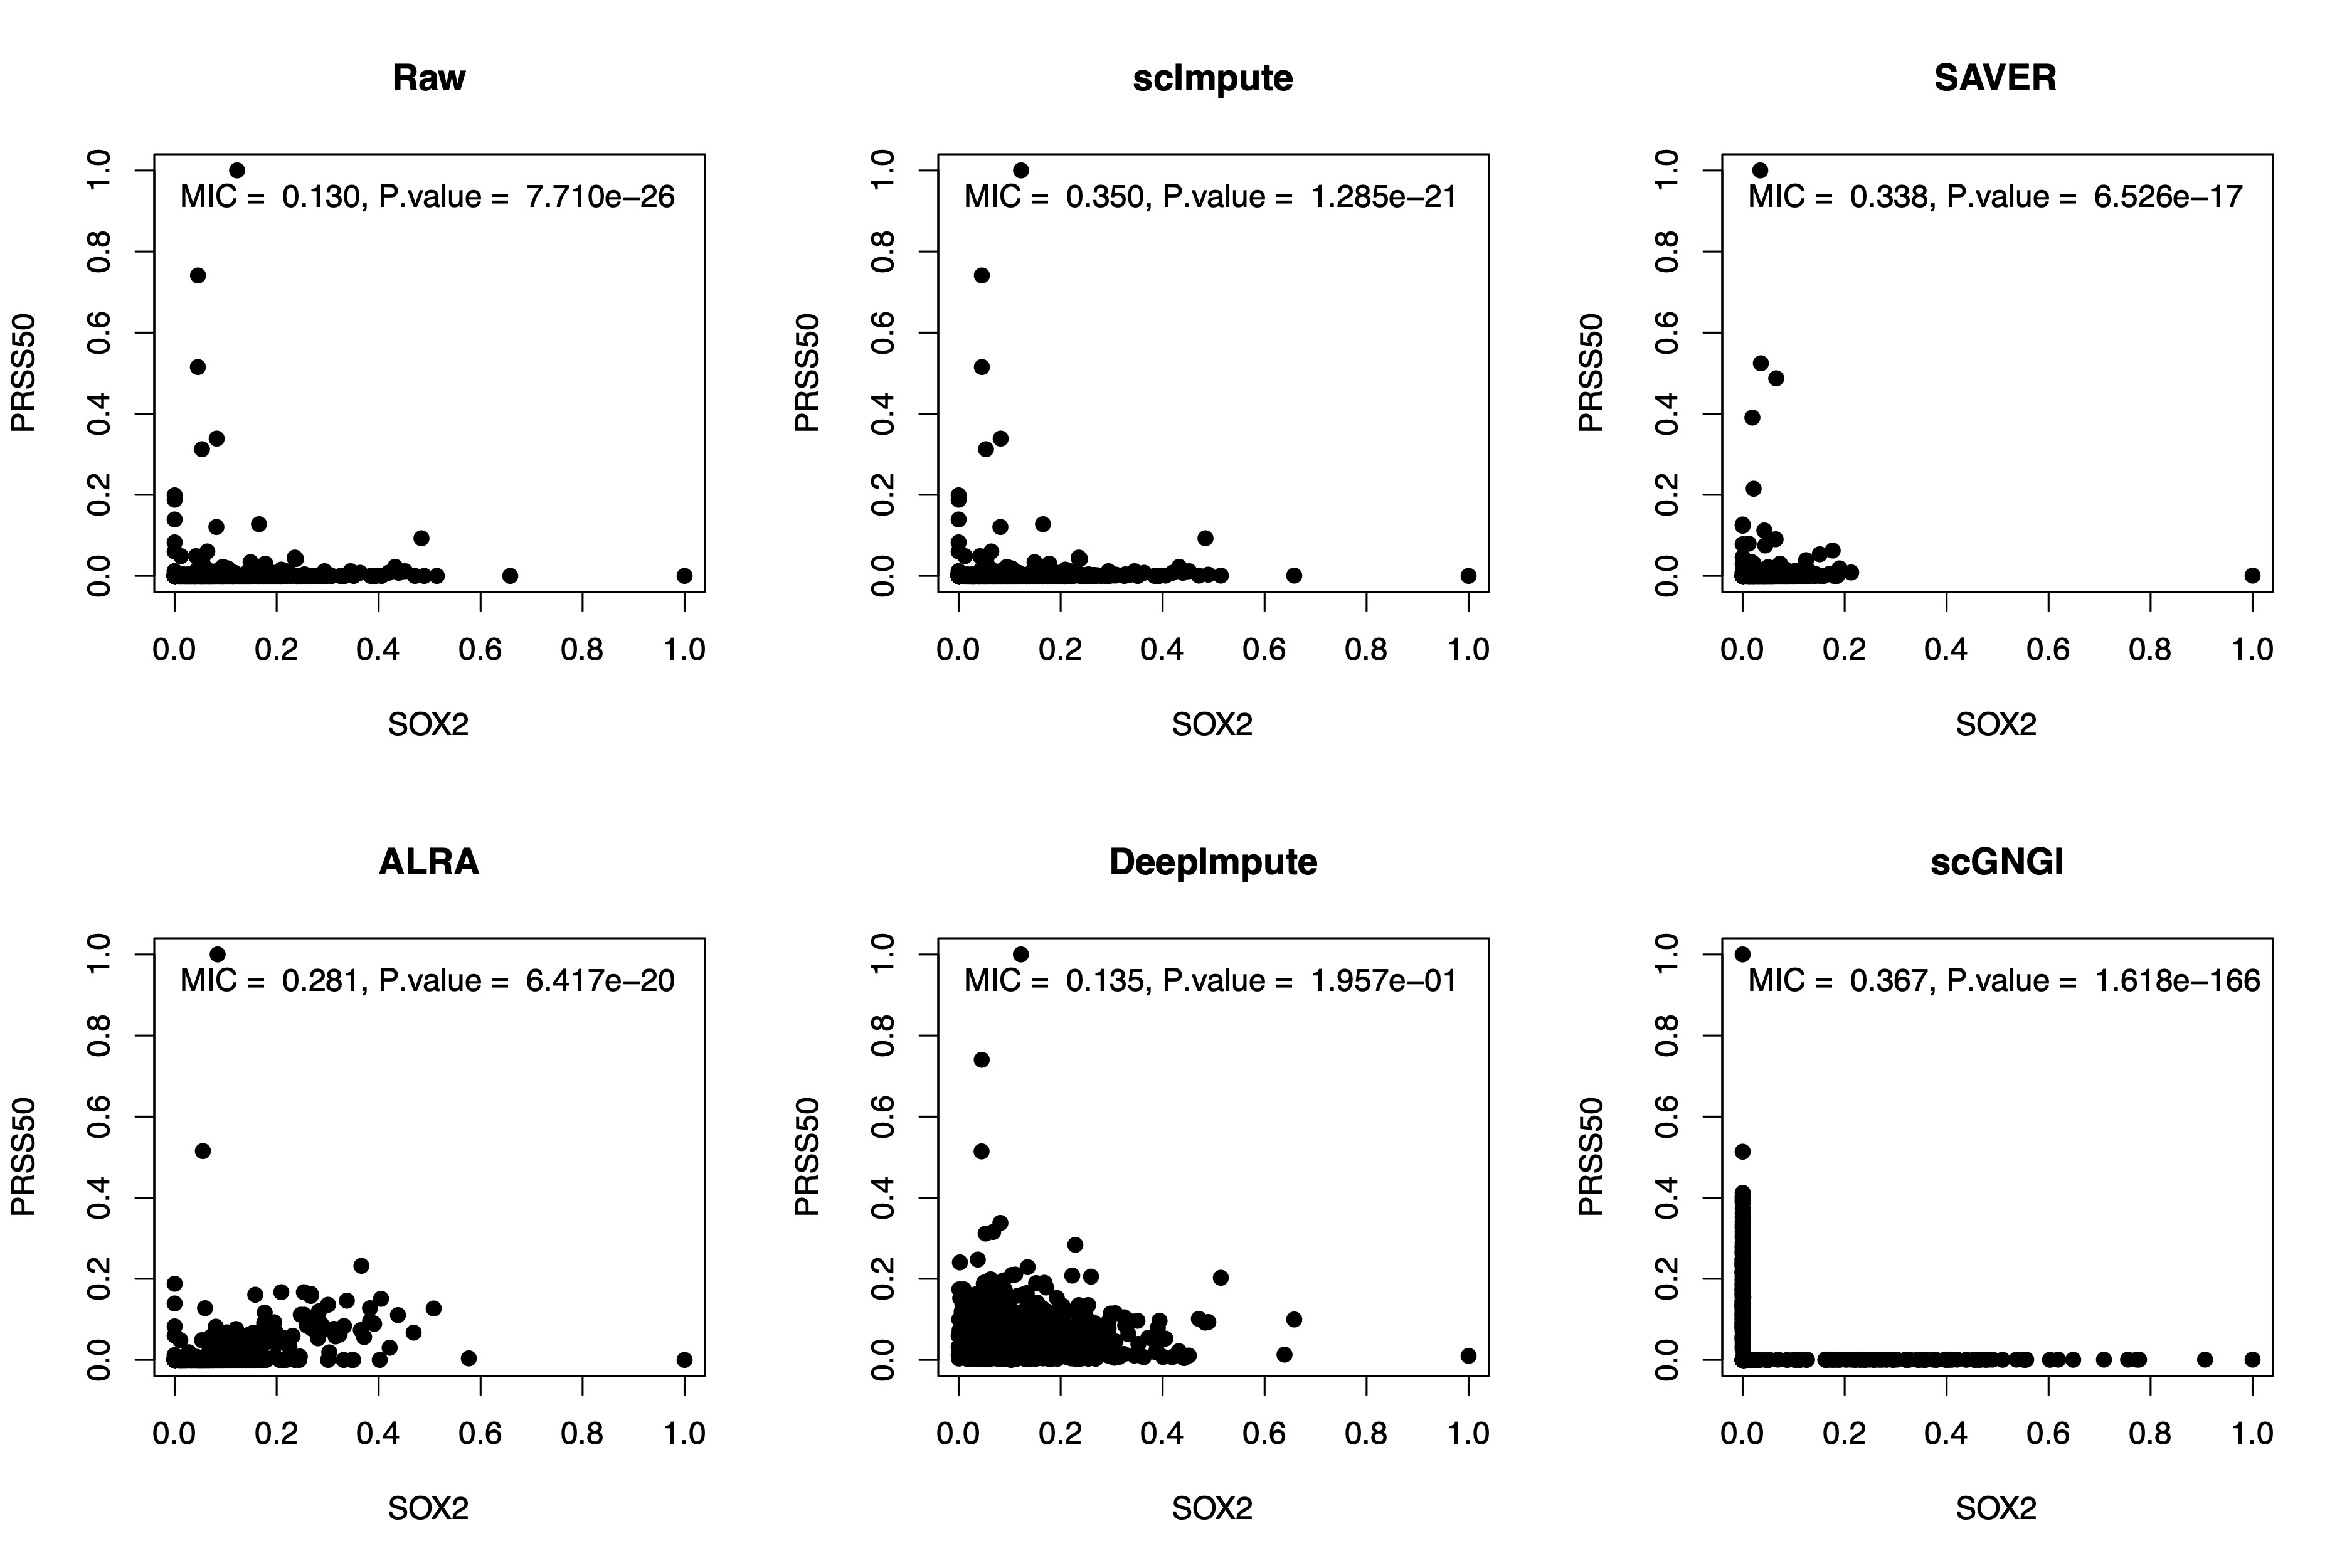 Raw
1.0
0.8
0.6
0.4
0.2
0.0
PRSS50
MIC = 0.130, P.value = 7.710e−26
0.0 0.2 0.4 0.6 0.8 1.0
SOX2
scImpute
1.0
0.8
0.6
0.4
0.2
0.0
PRSS50
MIC = 0.350, P.value = 1.285e−21
0.0 0.2 0.4 0.6 0.8 1.0
SOX2
SAVER
1.0
0.8
0.6
0.4
0.2
0.0
PRSS50
MIC = 0.338, P.value = 6.526e−17
0.0 0.2 0.4 0.6 0.8 1.0
SOX2
ALRA
1.0
0.8
0.6
0.4
0.2
0.0
PRSS50
MIC = 0.281, P.value = 6.417e−20
0.0 0.2 0.4 0.6 0.8 1.0
SOX2
DeepImpute
1.0
0.8
0.6
0.4
0.2
0.0
PRSS50
MIC = 0.135, P.value = 1.957e−01
0.0 0.2 0.4 0.6 0.8 1.0
SOX2
scGNGI
1.0
0.8
0.6
0.4
0.2
0.0
PRSS50
MIC = 0.367, P.value = 1.618e−166
0.0 0.2 0.4 0.6 0.8 1.0
SOX2